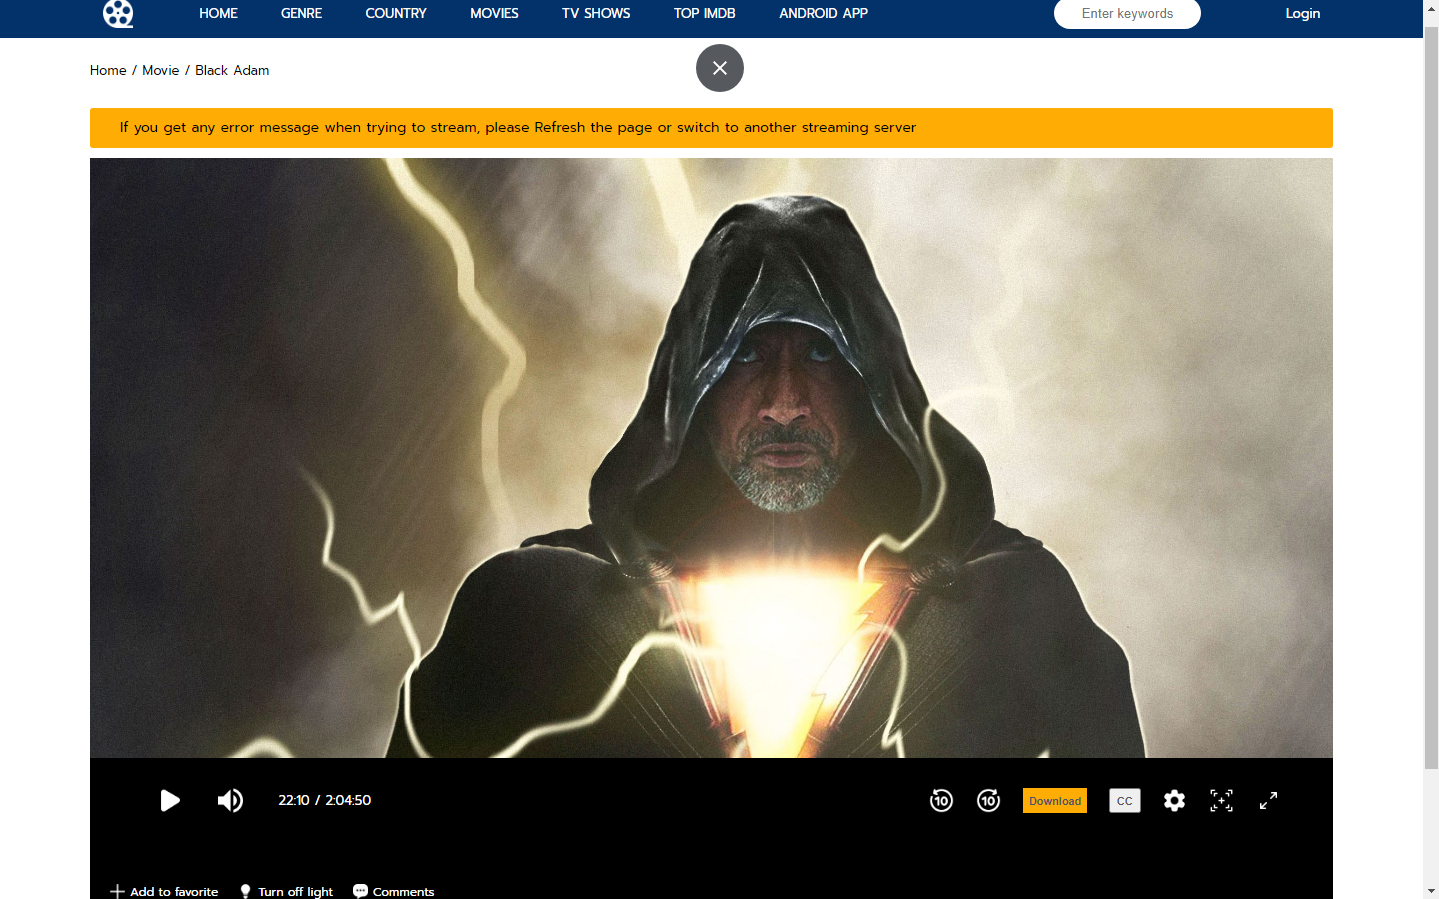 HOME GENRE COUNTRY MOVIES TV SHOWS TOP IMDB ANDROID APP Enter keywords Login
Home / Movie / Black Adam
If you get any error message when trying to stream, please Refresh the page or switch to another streaming server
22:10 / 2:04:50 10 10 Download CC
Add to favorite Turn off light Comments